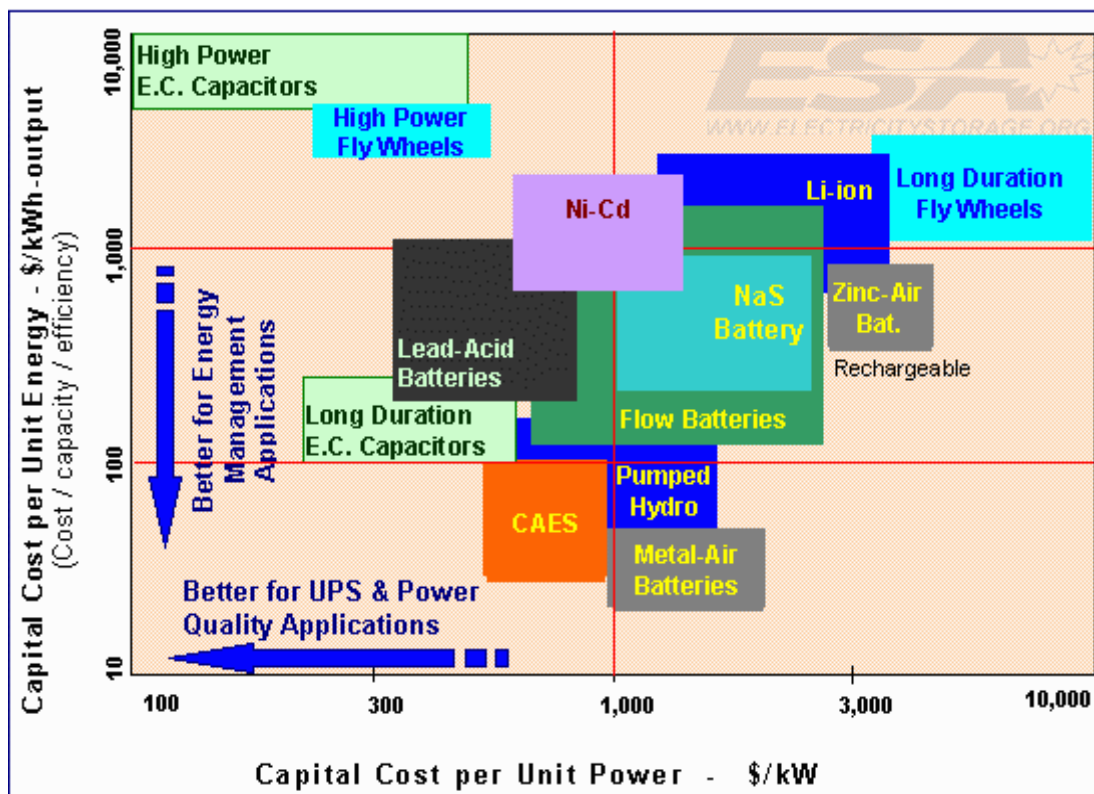 10,000
1,000
100
10
Capital Cost per Unit Energy - $/kWh-output
(Cost / capacity / efficiency)
High Power
E.C. Capacitors
High Power
Fly Wheels
ESA
WWW.ELECTRICITYSTORAGE.ORG
Ni-Cd
Li-ion
Long Duration
Fly Wheels
Lead-Acid
Batteries
NaS
Battery
Zinc-Air
Bat.
Rechargeable
Better for Energy
Management
Applications
Long Duration
E.C. Capacitors
Flow Batteries
Pumped
Hydro
CAES
Metal-Air
Batteries
Better for UPS & Power
Quality Applications
100
300
1,000
3,000
10,000
Capital Cost per Unit Power - $/kW